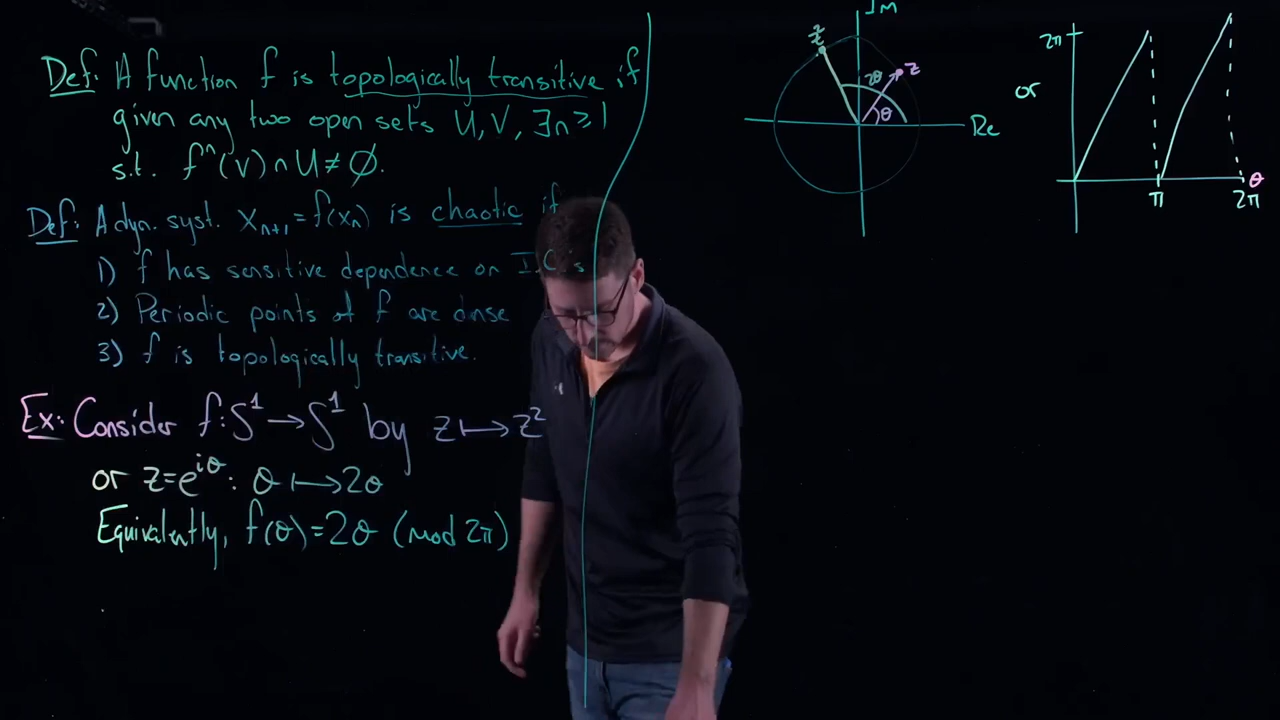 Def: A function f is topologically transitive if
given any two open sets U, V, ∃n ≥ 1
s.t. fⁿ(V) ∩ U ≠ ∅.
Def: A dyn. syst. xₙ₊₁ = f(xₙ) is chaotic if
1) f has sensitive dependence on I.C.'s
2) Periodic points of f are dense
3) f is topologically transitive.
Ex: Consider f: S¹ → S¹ by z ↦ z²
or z = e^{iθ}: θ ↦ 2θ
Equivalently, f(θ) = 2θ (mod 2π)
Im
z
2θ
θ
Re
or
2π
π
2π
θ